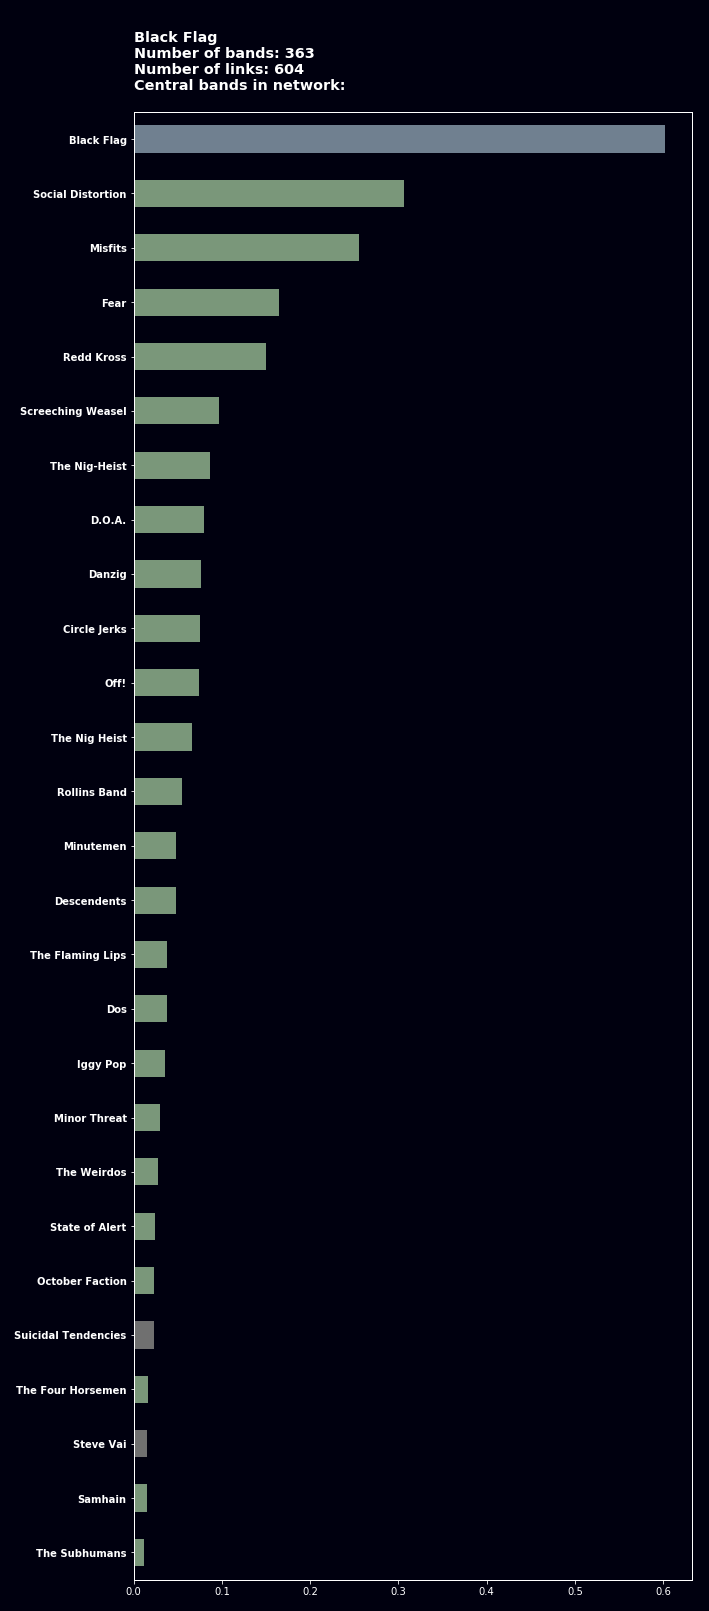 Black Flag
Number of bands: 363
Number of links: 604
Central bands in network:
Black Flag
Social Distortion
Misfits
Fear
Redd Kross
Screeching Weasel
The Nig-Heist
D.O.A.
Danzig
Circle Jerks
Off!
The Nig Heist
Rollins Band
Minutemen
Descendents
The Flaming Lips
Dos
Iggy Pop
Minor Threat
The Weirdos
State of Alert
October Faction
Suicidal Tendencies
The Four Horsemen
Steve Vai
Samhain
The Subhumans
0.0 0.1 0.2 0.3 0.4 0.5 0.6